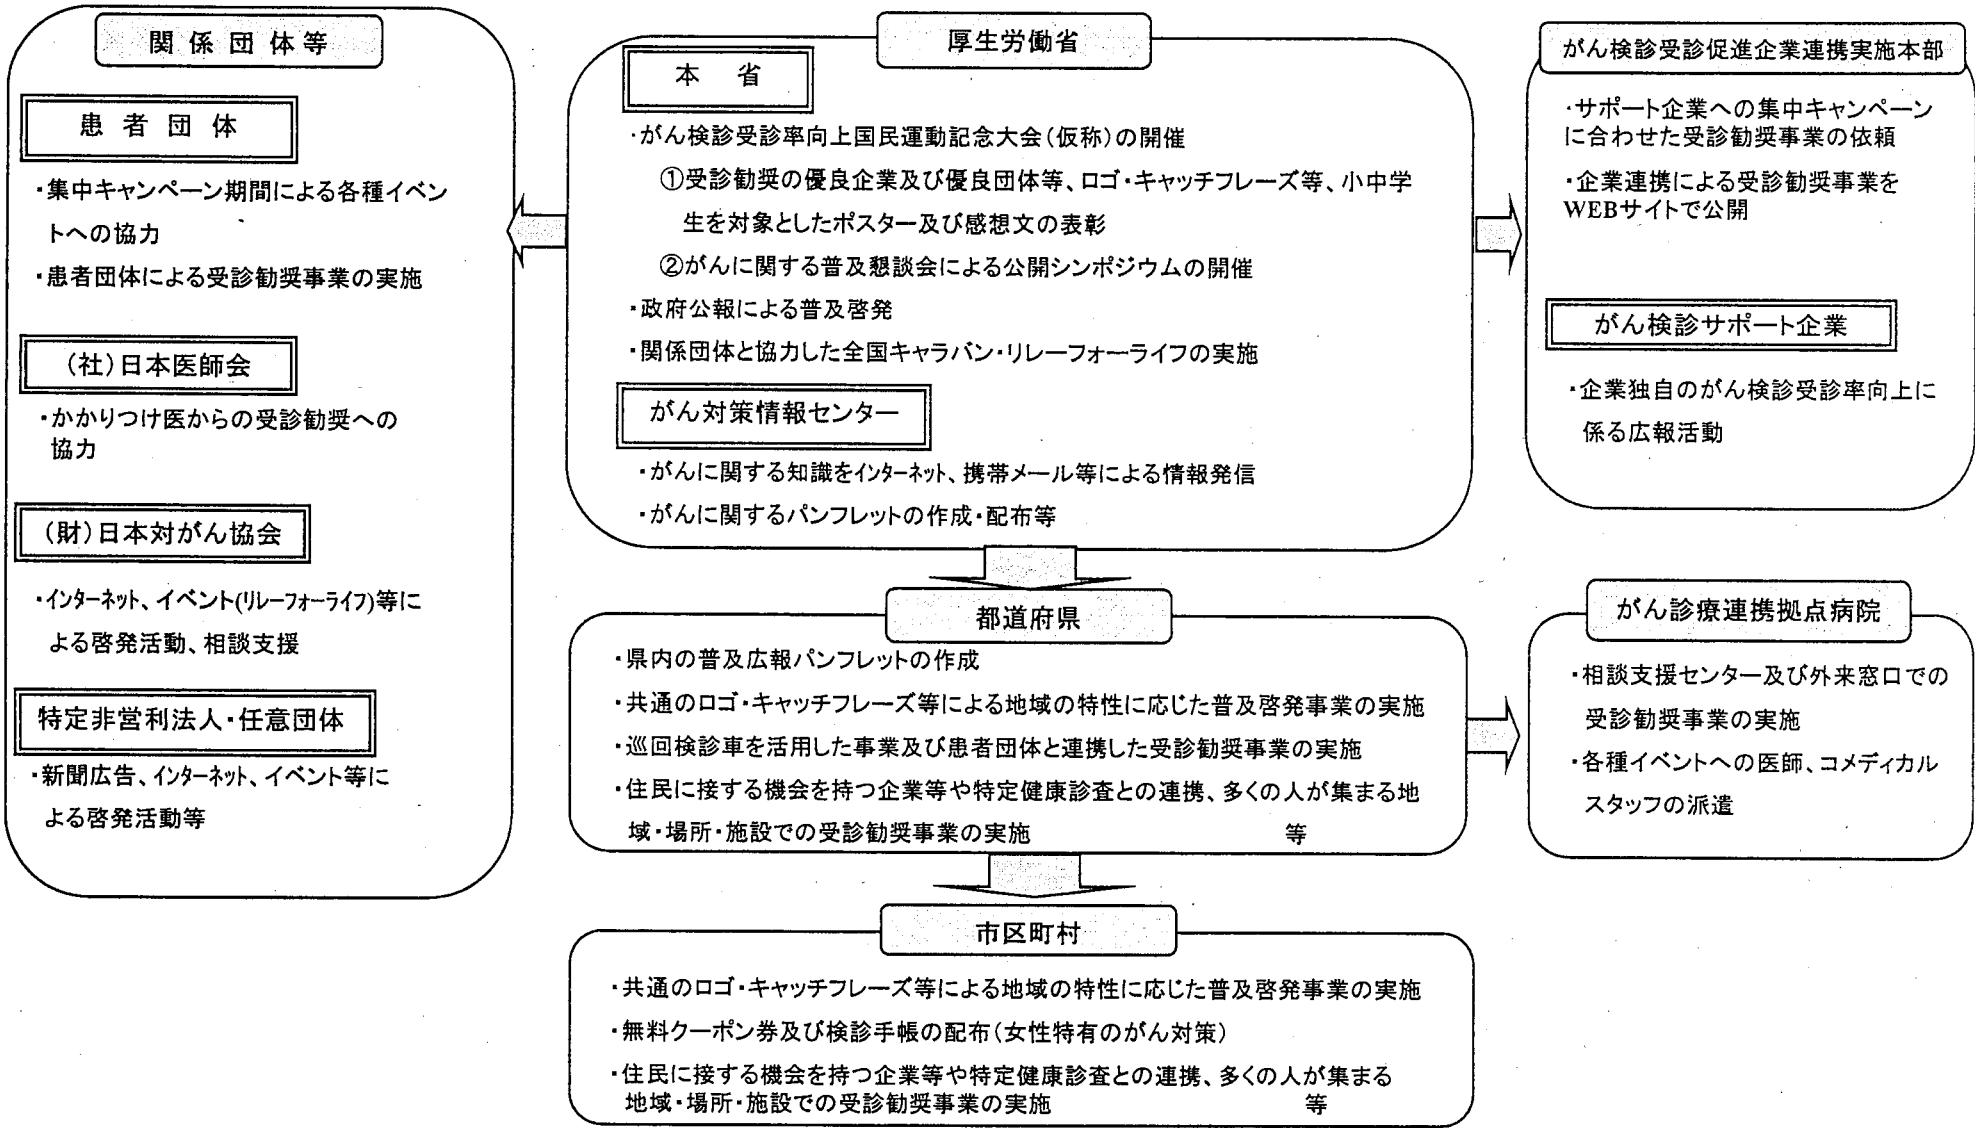 関係団体等
患者団体
・集中キャンペーン期間による各種イベン
トへの協力
・患者団体による受診勧奨事業の実施
(社)日本医師会
・かかりつけ医からの受診勧奨への
協力
(財)日本対がん協会
・インターネット、イベント(リレーフォーライフ)等に
よる啓発活動、相談支援
特定非営利法人・任意団体
・新聞広告、インターネット、イベント等に
よる啓発活動等
厚生労働省
本 省
・がん検診受診率向上国民運動記念大会(仮称)の開催
①受診勧奨の優良企業及び優良団体等、ロゴ・キャッチフレーズ等、小中学
生を対象としたポスター及び感想文の表彰
②がんに関する普及懇談会による公開シンポジウムの開催
・政府公報による普及啓発
・関係団体と協力した全国キャラバン・リレーフォーライフの実施
がん対策情報センター
・がんに関する知識をインターネット、携帯メール等による情報発信
・がんに関するパンフレットの作成・配布等
都道府県
・県内の普及広報パンフレットの作成
・共通のロゴ・キャッチフレーズ等による地域の特性に応じた普及啓発事業の実施
・巡回検診車を活用した事業及び患者団体と連携した受診勧奨事業の実施
・住民に接する機会を持つ企業等や特定健康診査との連携、多くの人が集まる地
域・場所・施設での受診勧奨事業の実施 等
市区町村
・共通のロゴ・キャッチフレーズ等による地域の特性に応じた普及啓発事業の実施
・無料クーポン券及び検診手帳の配布(女性特有のがん対策)
・住民に接する機会を持つ企業等や特定健康診査との連携、多くの人が集まる
地域・場所・施設での受診勧奨事業の実施 等
がん検診受診促進企業連携実施本部
・サポート企業への集中キャンペーン
に合わせた受診勧奨事業の依頼
・企業連携による受診勧奨事業を
WEBサイトで公開
がん検診サポート企業
・企業独自のがん検診受診率向上に
係る広報活動
がん診療連携拠点病院
・相談支援センター及び外来窓口での
受診勧奨事業の実施
・各種イベントへの医師、コメディカル
スタッフの派遣